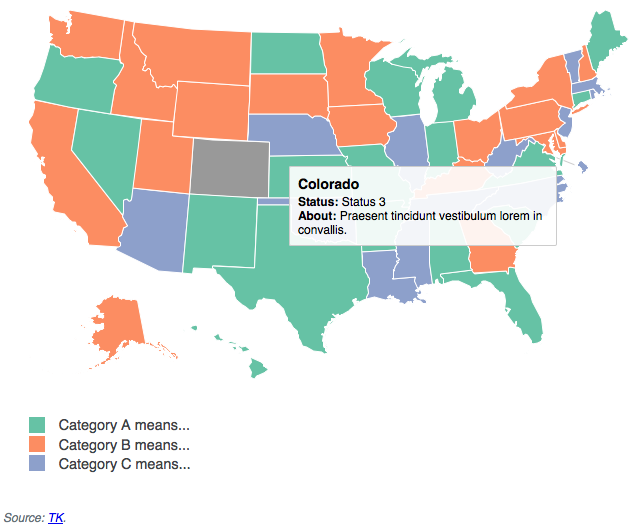 Colorado
Status: Status 3
About: Praesent tincidunt vestibulum lorem in
convallis.
Category A means...
Category B means...
Category C means...
Source: TK.